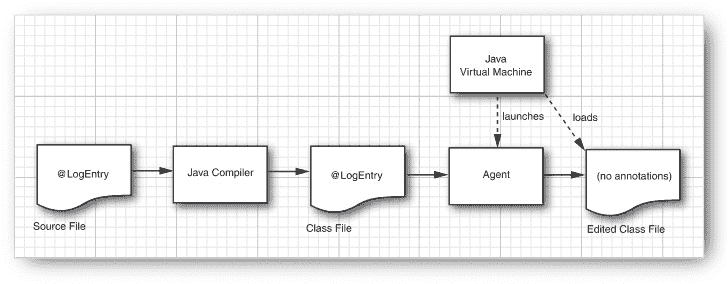 Java
Virtual Machine
launches
loads
@LogEntry
Java Compiler
@LogEntry
Agent
(no annotations)
Source File
Class File
Edited Class File